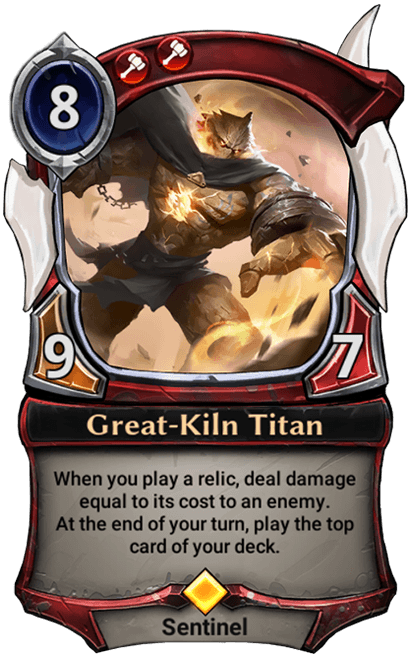 8
9
7
Great-Kiln Titan
When you play a relic, deal damage
equal to its cost to an enemy.
At the end of your turn, play the top
card of your deck.
Sentinel